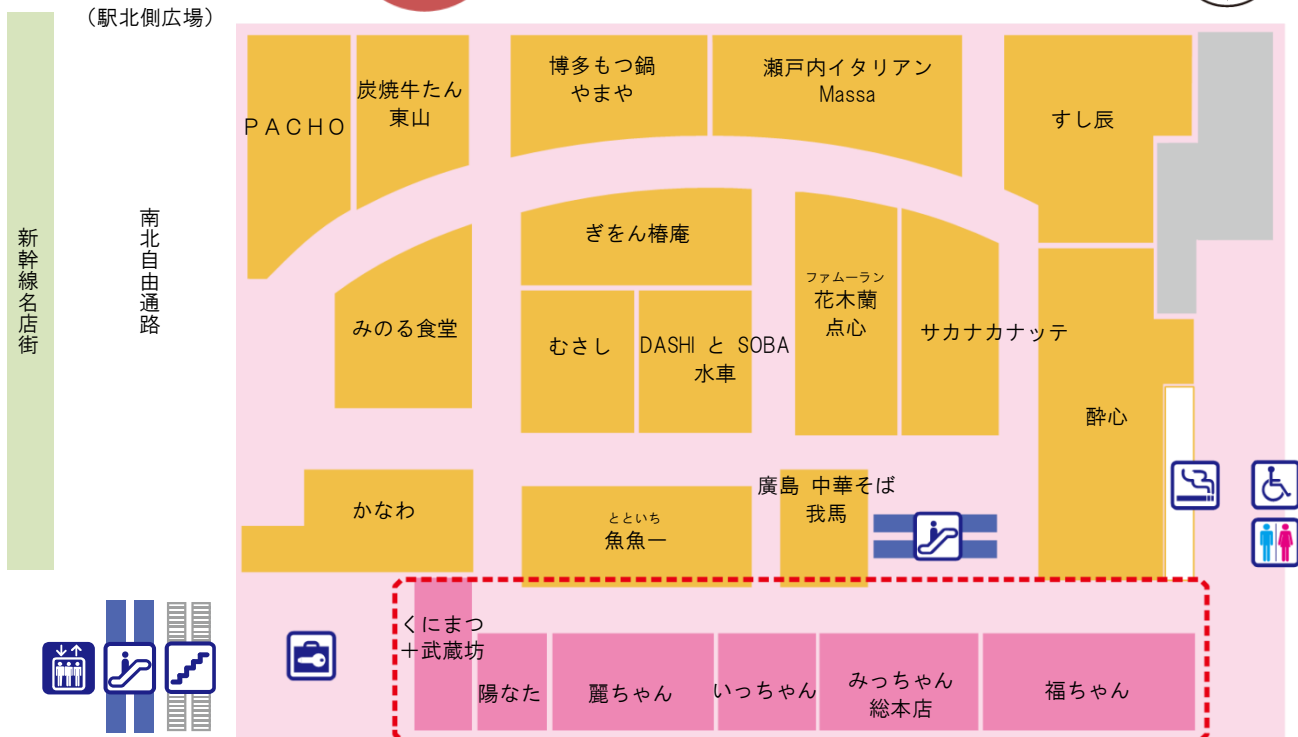 （駅北側広場）
新幹線名店街
南北自由通路
ＰＡＣＨＯ
炭焼牛たん
東山
博多もつ鍋
やまや
瀬戸内イタリアン
Massa
すし辰
みのる食堂
ぎをん椿庵
むさし
DASHI と SOBA
水車
ファムーラン
花木蘭
点心
サカナカナッテ
酔心
かなわ
とといち
魚魚一
廣島 中華そば
我馬
くにまつ
＋武蔵坊
陽なた
麗ちゃん
いっちゃん
みっちゃん
総本店
福ちゃん